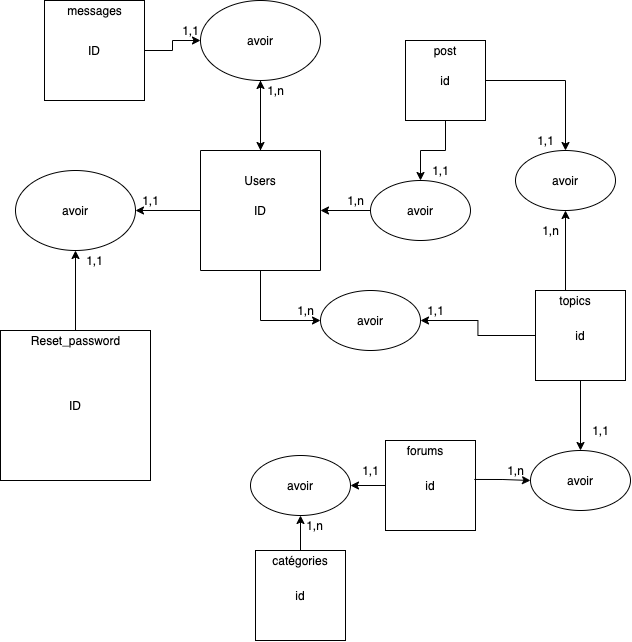 messages
ID
1,1
avoir
1,n
post
id
1,1
1,1
avoir
Users
ID
1,n
avoir
1,1
avoir
1,1
1,n
topics
id
1,n
avoir
1,1
Reset_password
ID
1,1
forums
id
1,n
avoir
1,1
avoir
1,n
catégories
id